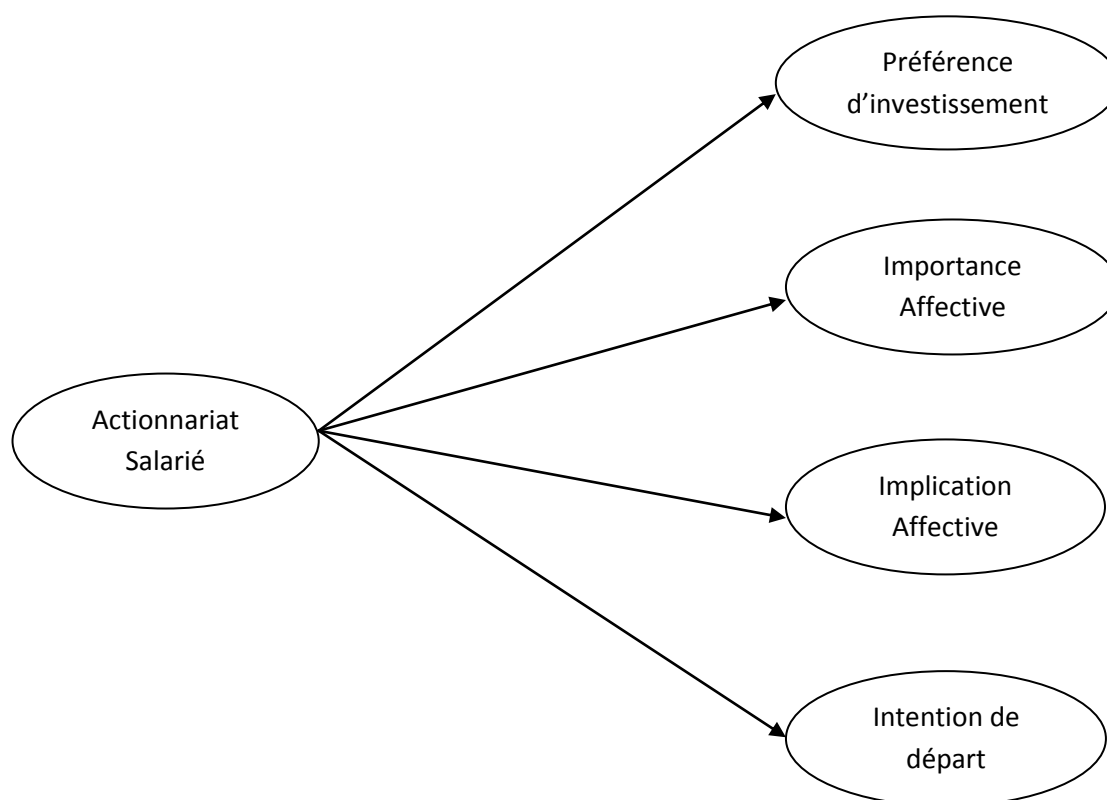 Préférence
d’investissement
Importance
Affective
Actionnariat
Salarié
Implication
Affective
Intention de
départ